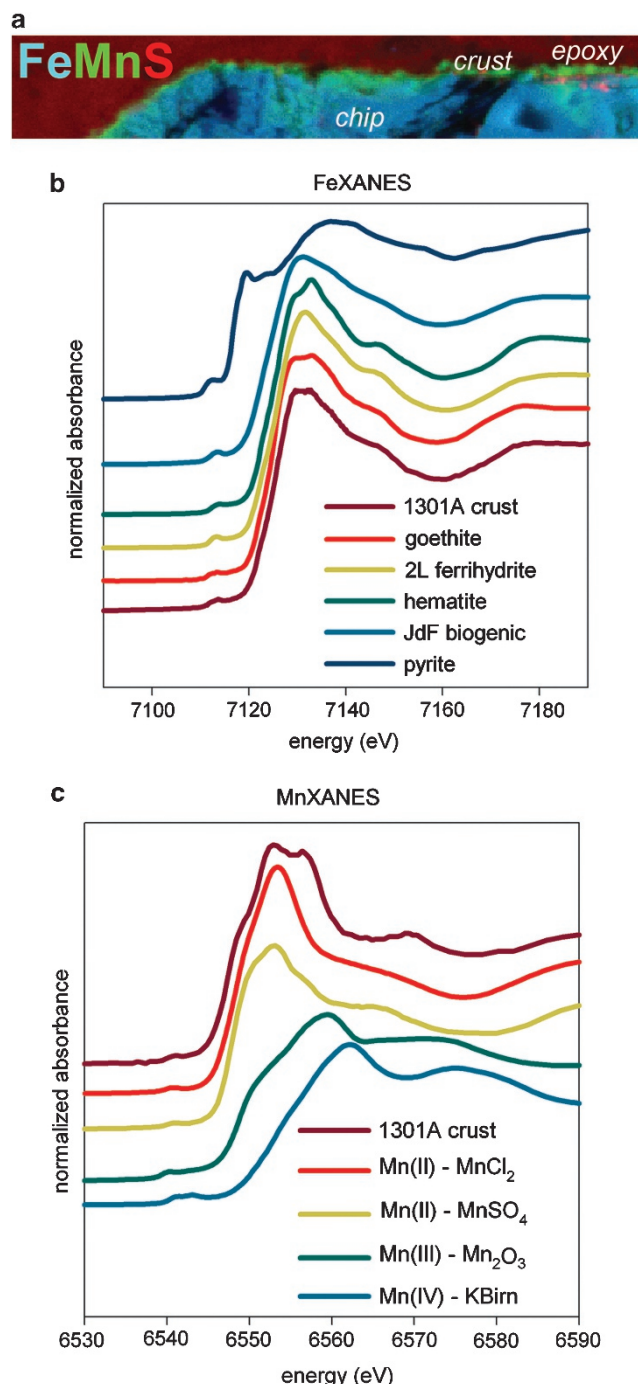 a
FeMnS
crust
epoxy
chip
b
FeXANES
normalized absorbance
1301A crust
goethite
2L ferrihydrite
hematite
JdF biogenic
pyrite
7100 7120 7140 7160 7180
energy (eV)
c
MnXANES
normalized absorbance
1301A crust
Mn(II) - MnCl₂
Mn(II) - MnSO₄
Mn(III) - Mn₂O₃
Mn(IV) - KBirn
6530 6540 6550 6560 6570 6580 6590
energy (eV)